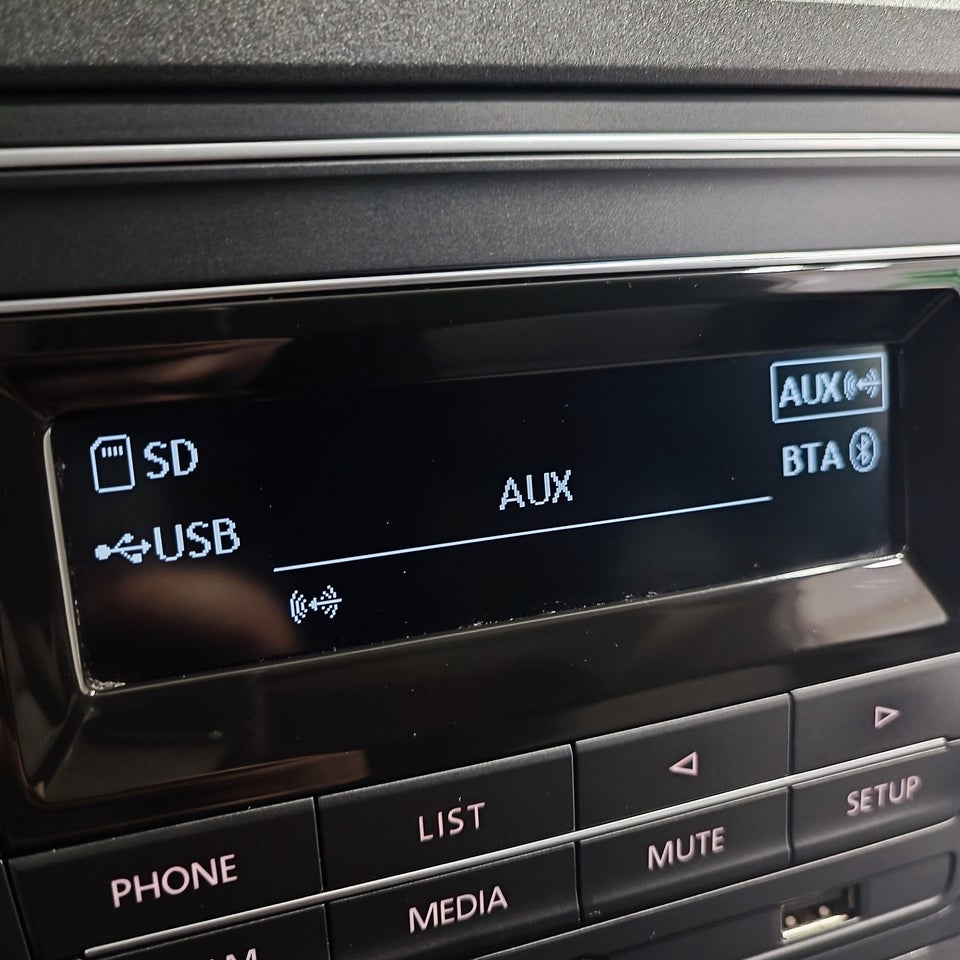 SD
USB
AUX
AUX
BTA
PHONE
LIST
MEDIA
MUTE
SETUP